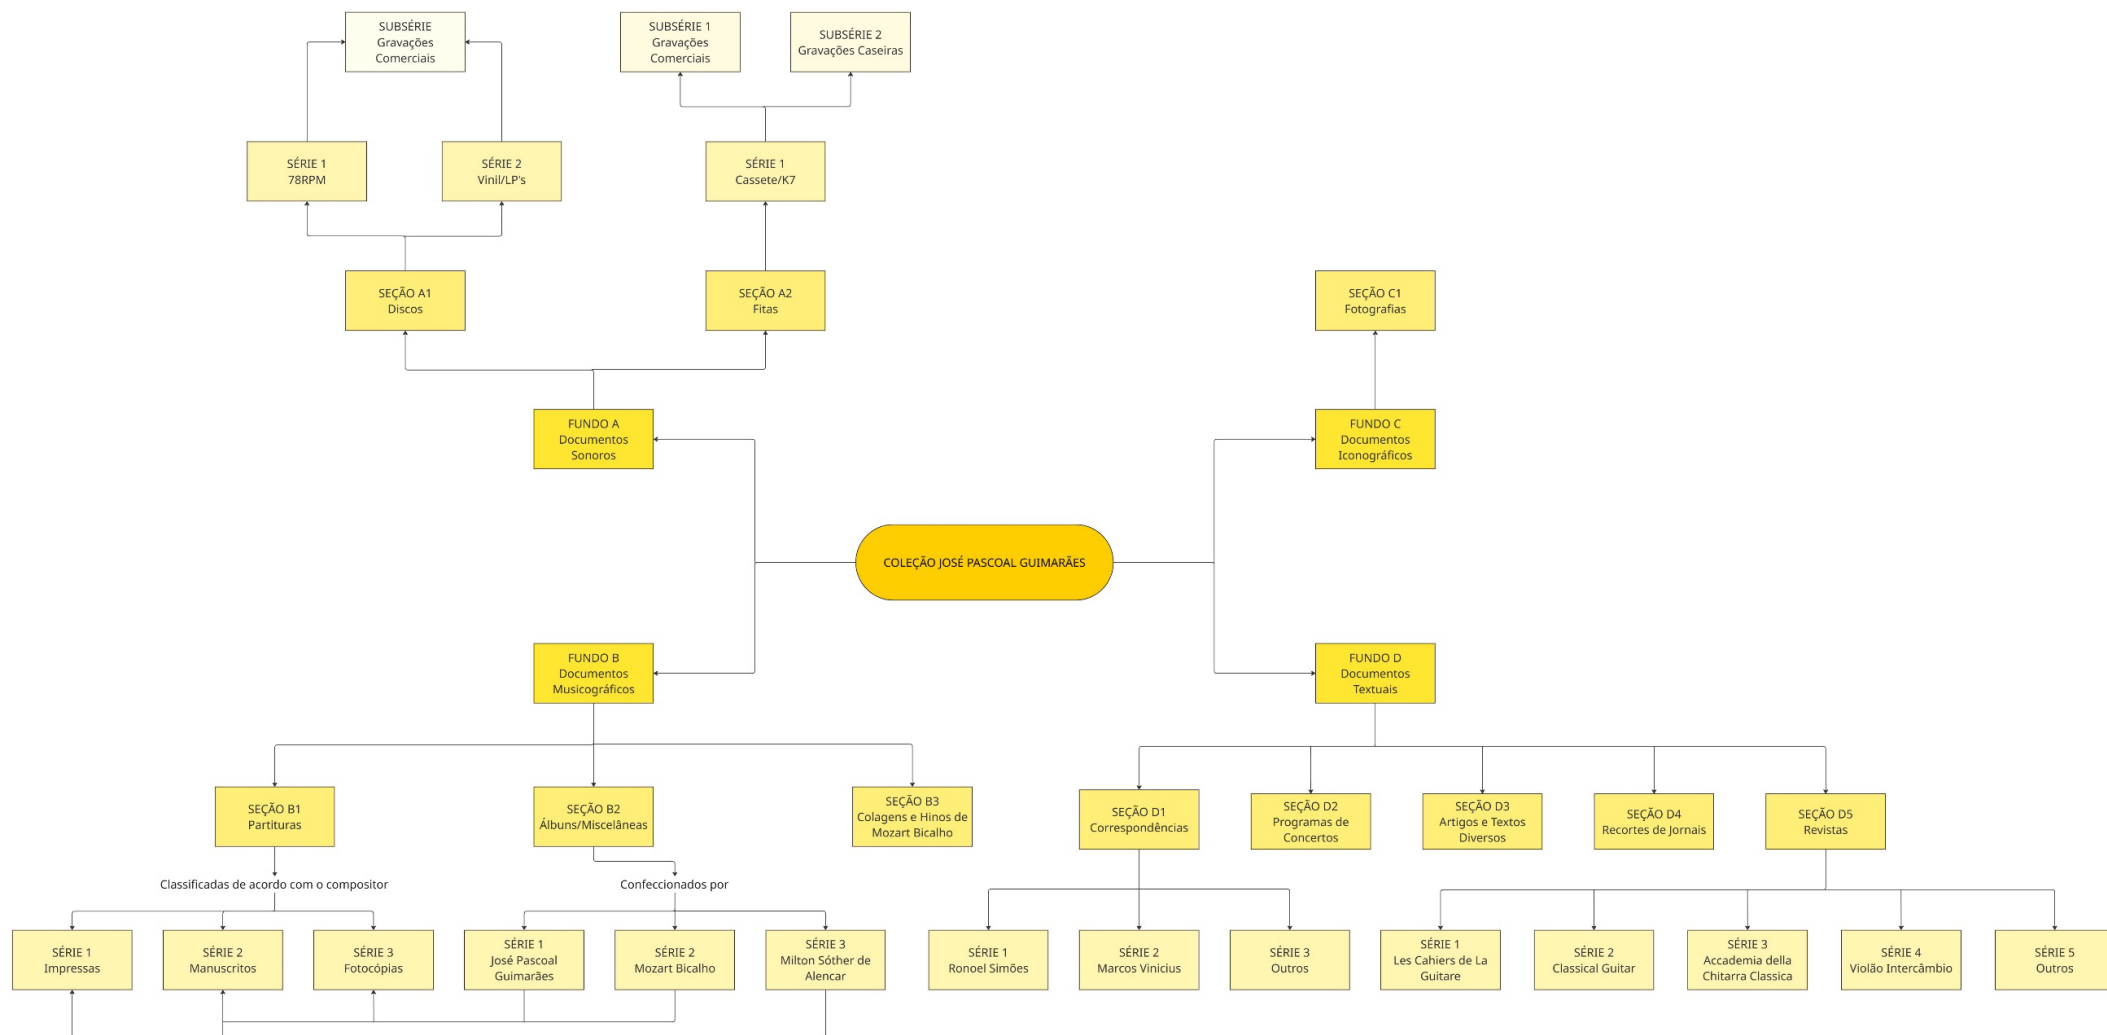 SUBSÉRIE
Gravações
Comerciais
SUBSÉRIE 1
Gravações
Comerciais
SUBSÉRIE 2
Gravações Caseiras
SÉRIE 1
78RPM
SÉRIE 2
Vinil/LP's
SÉRIE 1
Cassete/K7
SEÇÃO A1
Discos
SEÇÃO A2
Fitas
SEÇÃO C1
Fotografias
FUNDO A
Documentos
Sonoros
FUNDO C
Documentos
Iconográficos
COLEÇÃO JOSÉ PASCOAL GUIMARÃES
FUNDO B
Documentos
Musicográficos
FUNDO D
Documentos
Textuais
SEÇÃO B1
Partituras
SEÇÃO B2
Álbuns/Miscelâneas
SEÇÃO B3
Colagens e Hinos de
Mozart Bicalho
SEÇÃO D1
Correspondências
SEÇÃO D2
Programas de
Concertos
SEÇÃO D3
Artigos e Textos
Diversos
SEÇÃO D4
Recortes de Jornais
SEÇÃO D5
Revistas
Classificadas de acordo com o compositor
Confeccionados por
SÉRIE 1
Impressas
SÉRIE 2
Manuscritos
SÉRIE 3
Fotocópias
SÉRIE 1
José Pascoal
Guimarães
SÉRIE 2
Mozart Bicalho
SÉRIE 3
Milton Sóther de
Alencar
SÉRIE 1
Ronoel Simões
SÉRIE 2
Marcos Vinicius
SÉRIE 3
Outros
SÉRIE 1
Les Cahiers de La
Guitare
SÉRIE 2
Classical Guitar
SÉRIE 3
Accademia della
Chitarra Classica
SÉRIE 4
Violão Intercâmbio
SÉRIE 5
Outros